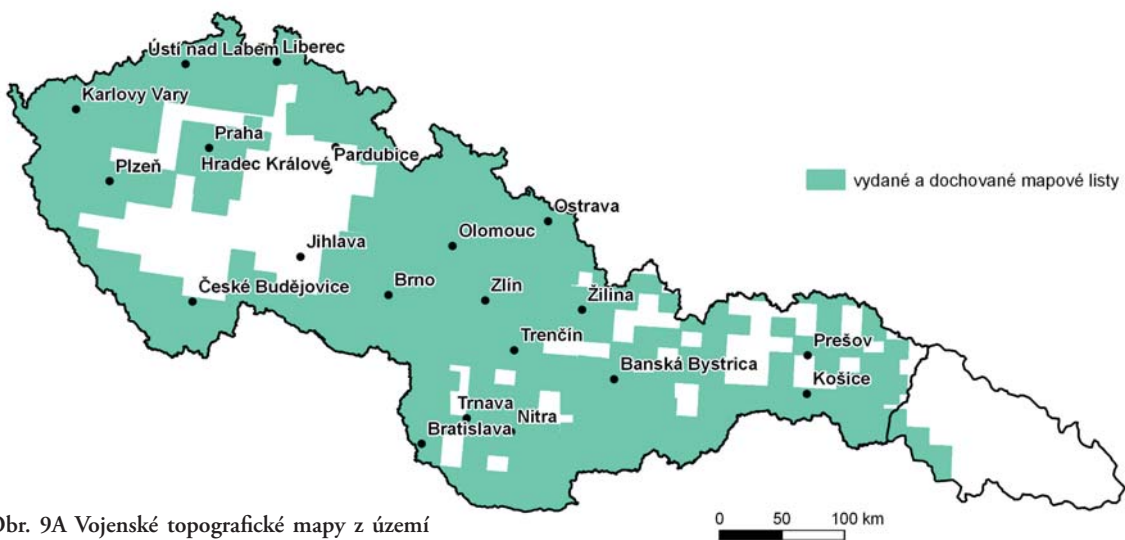 Ústí nad Labem
Liberec
Karlovy Vary
Praha
Hradec Králové
Pardubice
Plzeň
vydané a dochované mapové listy
Ostrava
Olomouc
Jihlava
České Budějovice
Brno
Zlín
Žilina
Trenčín
Prešov
Banská Bystrica
Košice
Trnava
Nitra
Bratislava
Obr. 9A Vojenské topografické mapy z území
0 50 100 km